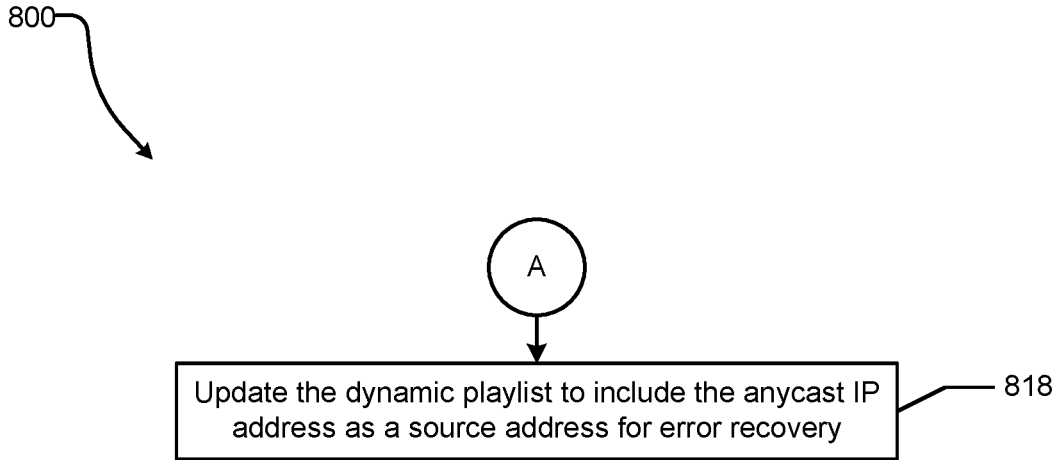 800
A
Update the dynamic playlist to include the anycast IP
address as a source address for error recovery
818